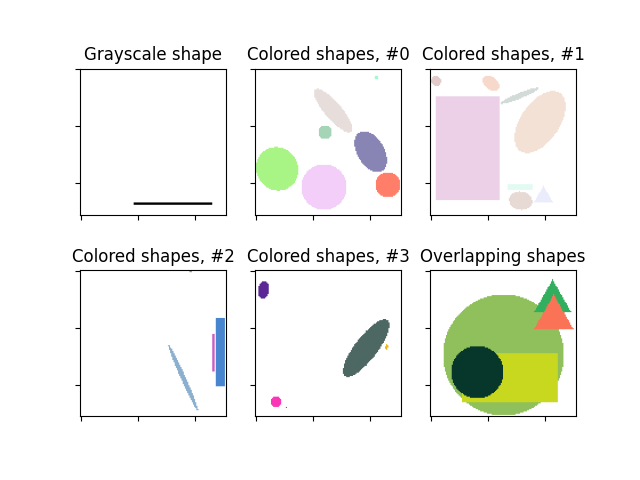 Grayscale shape
Colored shapes, #0
Colored shapes, #1
Colored shapes, #2
Colored shapes, #3
Overlapping shapes